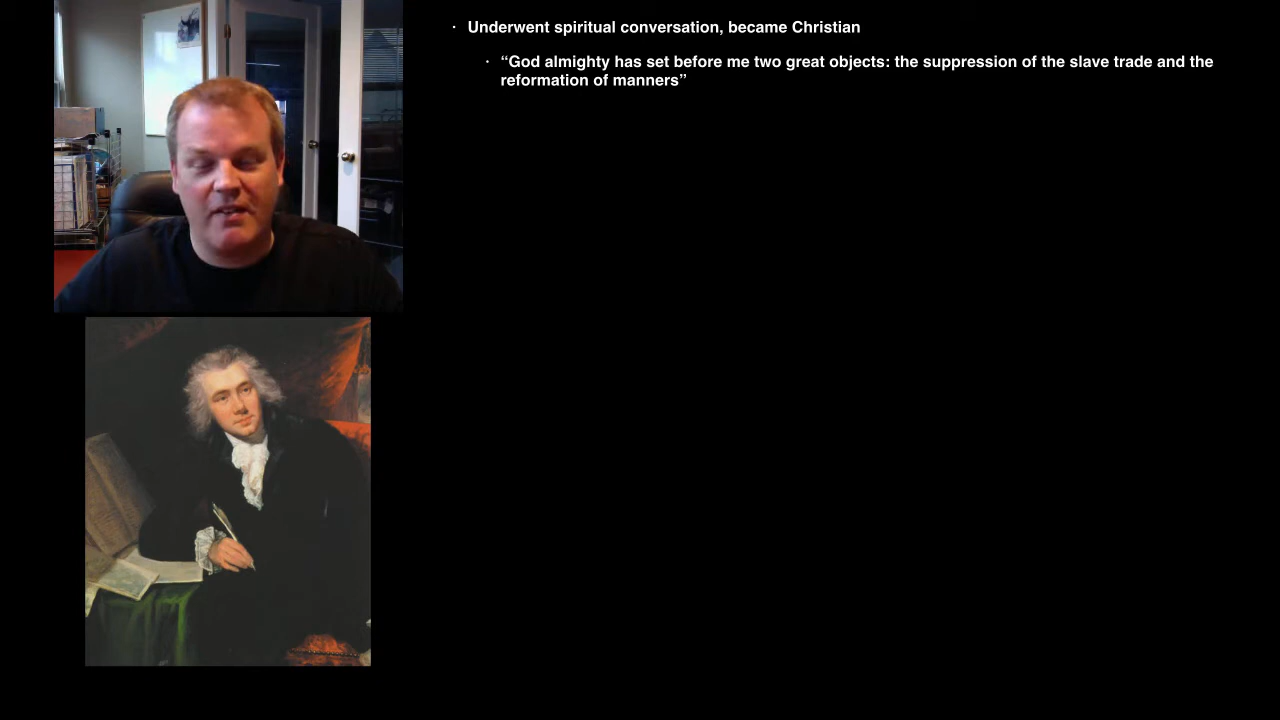 · Underwent spiritual conversation, became Christian
· “God almighty has set before me two great objects: the suppression of the slave trade and the
reformation of manners”